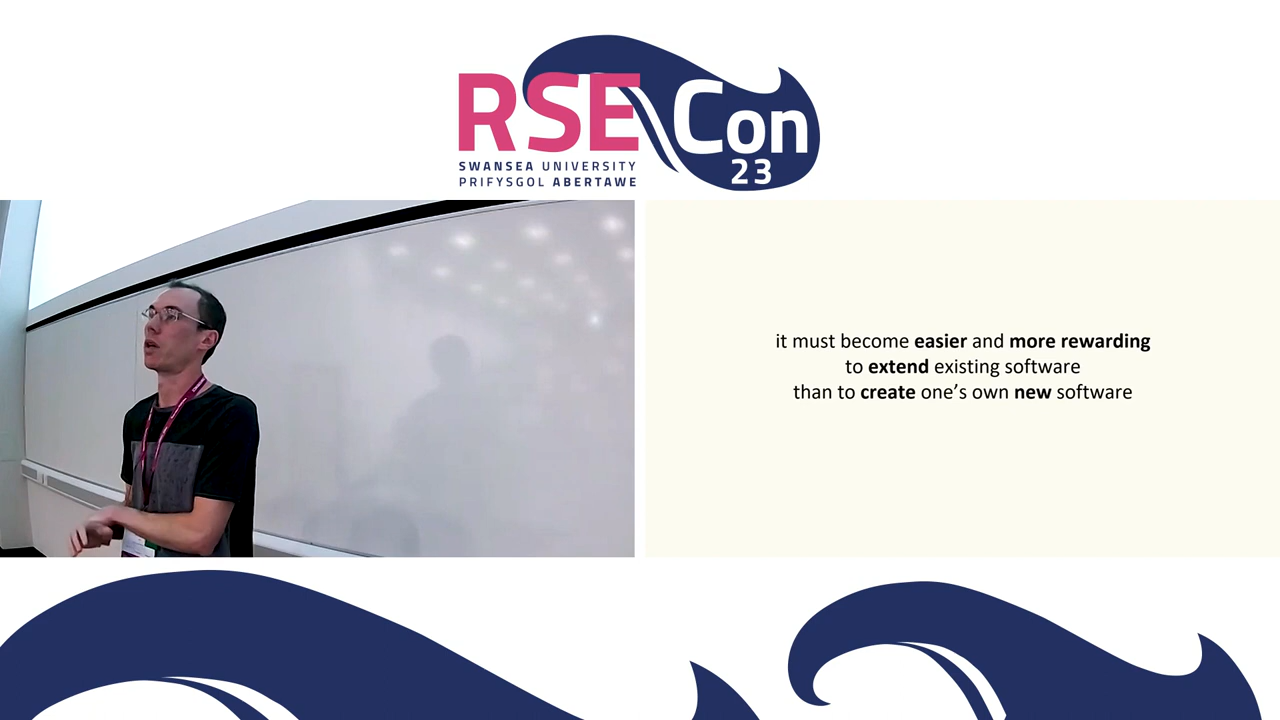 RSE Con
23
SWANSEA UNIVERSITY
PRIFYSGOL ABERTAWE
it must become easier and more rewarding
to extend existing software
than to create one's own new software